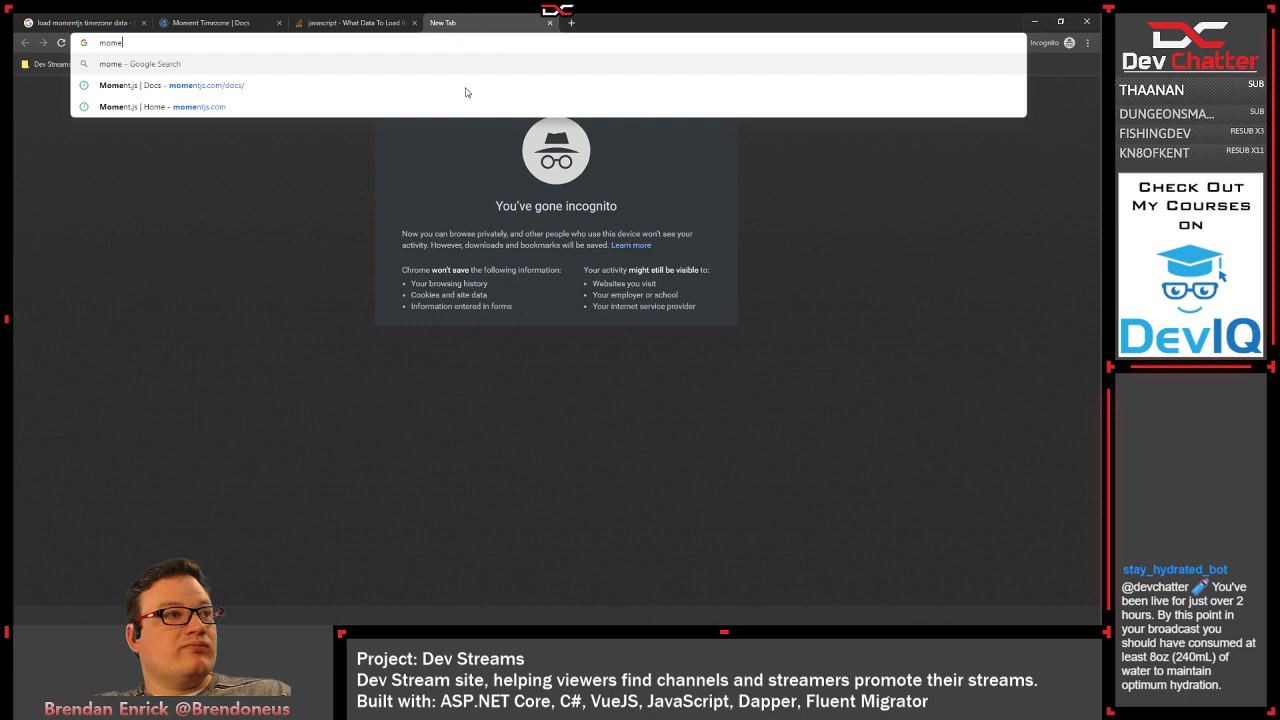 load momentjs timezone data -
Moment Timezone | Docs
javascript - What Data To Load In
New Tab
mome
Incognito
Dev Streams
mome - Google Search
Moment.js | Docs - momentjs.com/docs/
Moment.js | Home - momentjs.com
You've gone incognito
Now you can browse privately, and other people who use this device won't see your
activity. However, downloads and bookmarks will be saved. Learn more
Chrome won't save the following information:
• Your browsing history
• Cookies and site data
• Information entered in forms
Your activity might still be visible to:
• Websites you visit
• Your employer or school
• Your internet service provider
DC
DC
Dev Chatter
THAANAN SUB
DUNGEONSMA... SUB
FISHINGDEV RESUB X3
KN8OFKENT RESUB X11
CHECK OUT
MY COURSES
ON
DevIQ
stay_hydrated_bot
@devchatter You've
been live for just over 2
hours. By this point in
your broadcast you
should have consumed at
least 8oz (240mL) of
water to maintain
optimum hydration.
Brendan Enrick @Brendoneus
Project: Dev Streams
Dev Stream site, helping viewers find channels and streamers promote their streams.
Built with: ASP.NET Core, C#, VueJS, JavaScript, Dapper, Fluent Migrator